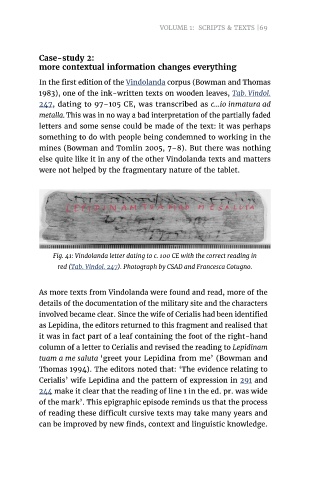 VOLUME 1: SCRIPTS & TEXTS |69
Case-study 2:
more contextual information changes everything
In the first edition of the Vindolanda corpus (Bowman and Thomas
1983), one of the ink-written texts on wooden leaves, Tab. Vindol.
247, dating to 97–105 CE, was transcribed as c…io inmatura ad
metalla. This was in no way a bad interpretation of the partially faded
letters and some sense could be made of the text: it was perhaps
something to do with people being condemned to working in the
mines (Bowman and Tomlin 2005, 7–8). But there was nothing
else quite like it in any of the other Vindolanda texts and matters
were not helped by the fragmentary nature of the tablet.
Fig. 41: Vindolanda letter dating to c. 100 CE with the correct reading in
red (Tab. Vindol. 247). Photograph by CSAD and Francesca Cotugno.
As more texts from Vindolanda were found and read, more of the
details of the documentation of the military site and the characters
involved became clear. Since the wife of Cerialis had been identified
as Lepidina, the editors returned to this fragment and realised that
it was in fact part of a leaf containing the foot of the right-hand
column of a letter to Cerialis and revised the reading to Lepidinam
tuam a me saluta ‘greet your Lepidina from me’ (Bowman and
Thomas 1994). The editors noted that: ‘The evidence relating to
Cerialis’ wife Lepidina and the pattern of expression in 291 and
244 make it clear that the reading of line 1 in the ed. pr. was wide
of the mark’. This epigraphic episode reminds us that the process
of reading these difficult cursive texts may take many years and
can be improved by new finds, context and linguistic knowledge.